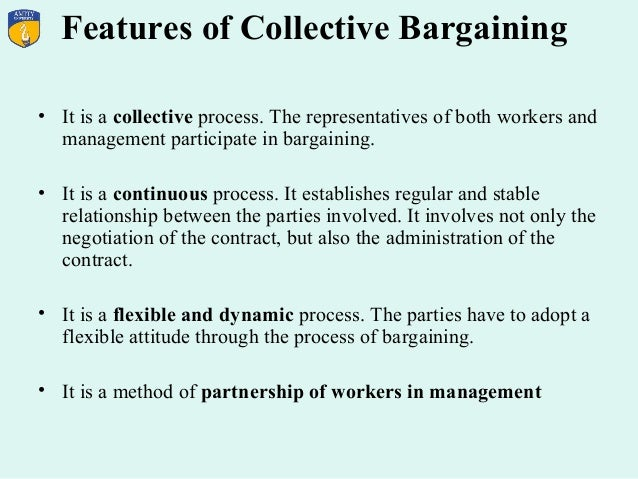 AMITY
Features of Collective Bargaining
• It is a collective process. The representatives of both workers and
management participate in bargaining.
• It is a continuous process. It establishes regular and stable
relationship between the parties involved. It involves not only the
negotiation of the contract, but also the administration of the
contract.
• It is a flexible and dynamic process. The parties have to adopt a
flexible attitude through the process of bargaining.
• It is a method of partnership of workers in management